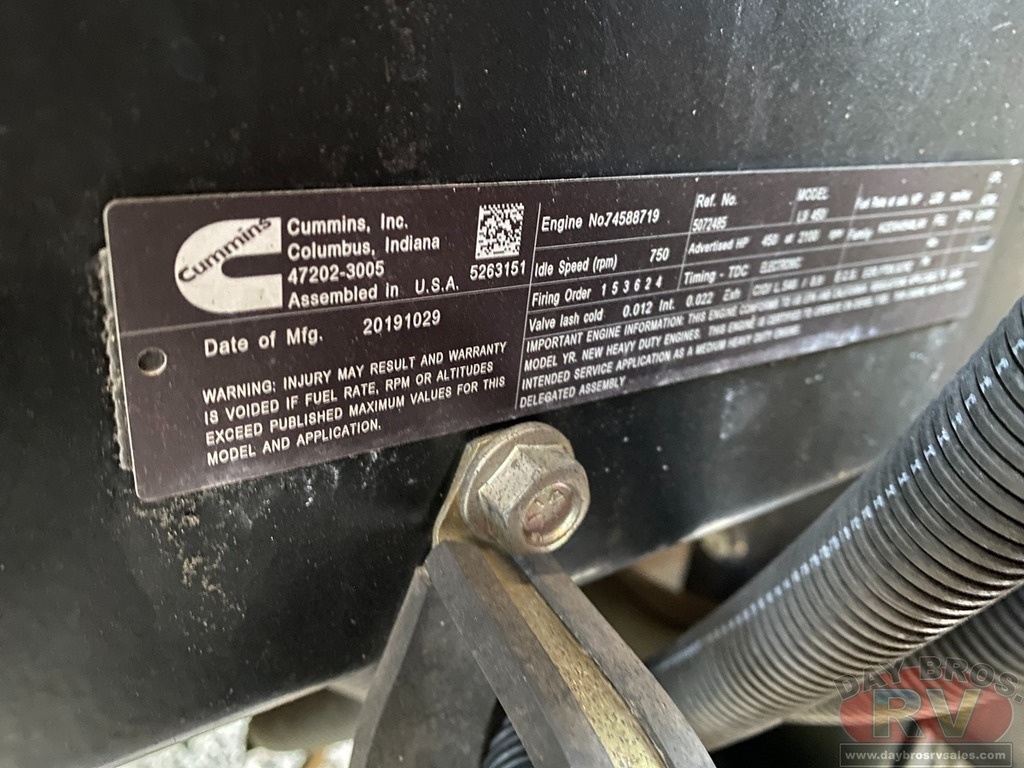 Cummins
Cummins, Inc.
Columbus, Indiana
47202-3005
Assembled in U.S.A. 5263151
Date of Mfg. 20191029
WARNING: INJURY MAY RESULT AND WARRANTY
IS VOIDED IF FUEL RATE, RPM OR ALTITUDES
EXCEED PUBLISHED MAXIMUM VALUES FOR THIS
MODEL AND APPLICATION.
Engine No.74588719
Ref. No.
5072485
MODEL
L9 450
Idle Speed (rpm) 750
Advertised HP 450 at 2100 rpm
Family
Firing Order 1 5 3 6 2 4
Timing - TDC ELECTRONIC
Valve lash cold 0.012 Int. 0.022 Exh
IMPORTANT ENGINE INFORMATION: THIS ENGINE CONFORMS TO
MODEL YR. NEW HEAVY DUTY ENGINES. THIS ENGINE IS CERTIFIED TO OPERATE ON
INTENDED SERVICE APPLICATION AS A MEDIUM HEAVY DUTY ENGINE.
DELEGATED ASSEMBLY
DAY BROS.
RV
www.daybrosrvsales.com